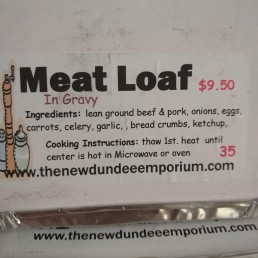 Meat Loaf $9.50
In Gravy
Ingredients: lean ground beef & pork, onions, eggs,
carrots, celery, garlic, , bread crumbs, ketchup,
Cooking Instructions: thaw 1st. heat until
center is hot in Microwave or oven 35
www.thenewdundeeemporium.com
www.thenewdundeeemporium.com